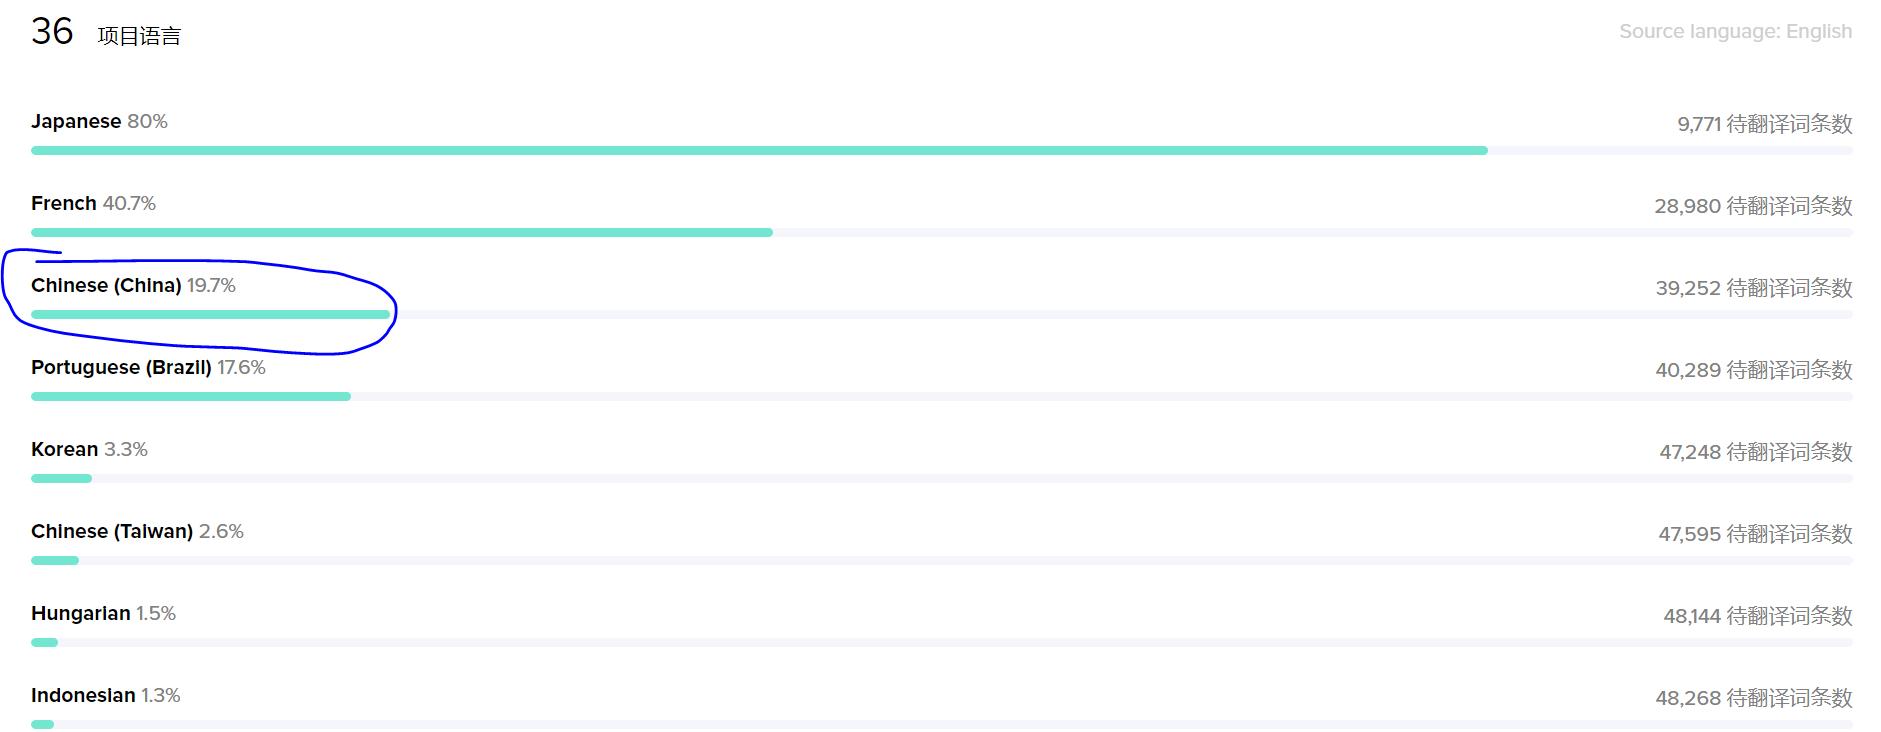 36 项目语言 Source language: English
Japanese 80% 9,771 待翻译词条数
French 40.7% 28,980 待翻译词条数
Chinese (China) 19.7% 39,252 待翻译词条数
Portuguese (Brazil) 17.6% 40,289 待翻译词条数
Korean 3.3% 47,248 待翻译词条数
Chinese (Taiwan) 2.6% 47,595 待翻译词条数
Hungarian 1.5% 48,144 待翻译词条数
Indonesian 1.3% 48,268 待翻译词条数